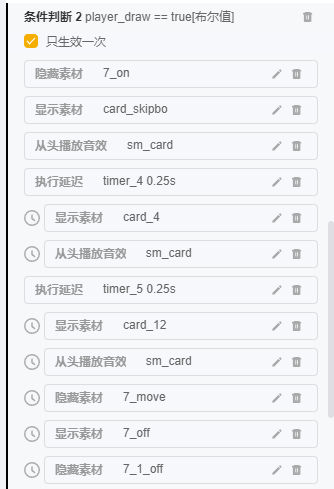 条件判断 2 player_draw == true[布尔值]
只生效一次
隐藏素材 7_on
显示素材 card_skipbo
从头播放音效 sm_card
执行延迟 timer_4 0.25s
显示素材 card_4
从头播放音效 sm_card
执行延迟 timer_5 0.25s
显示素材 card_12
从头播放音效 sm_card
隐藏素材 7_move
显示素材 7_off
隐藏素材 7_1_off